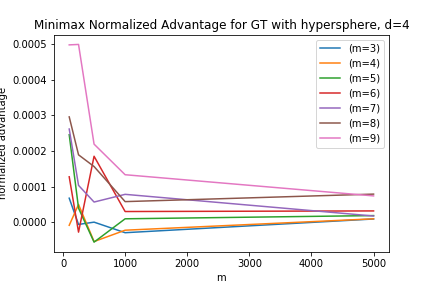 Minimax Normalized Advantage for GT with hypersphere, d=4
normalized advantage
0.0005
0.0004
0.0003
0.0002
0.0001
0.0000
(m=3)
(m=4)
(m=5)
(m=6)
(m=7)
(m=8)
(m=9)
0
1000
2000
3000
4000
5000
m